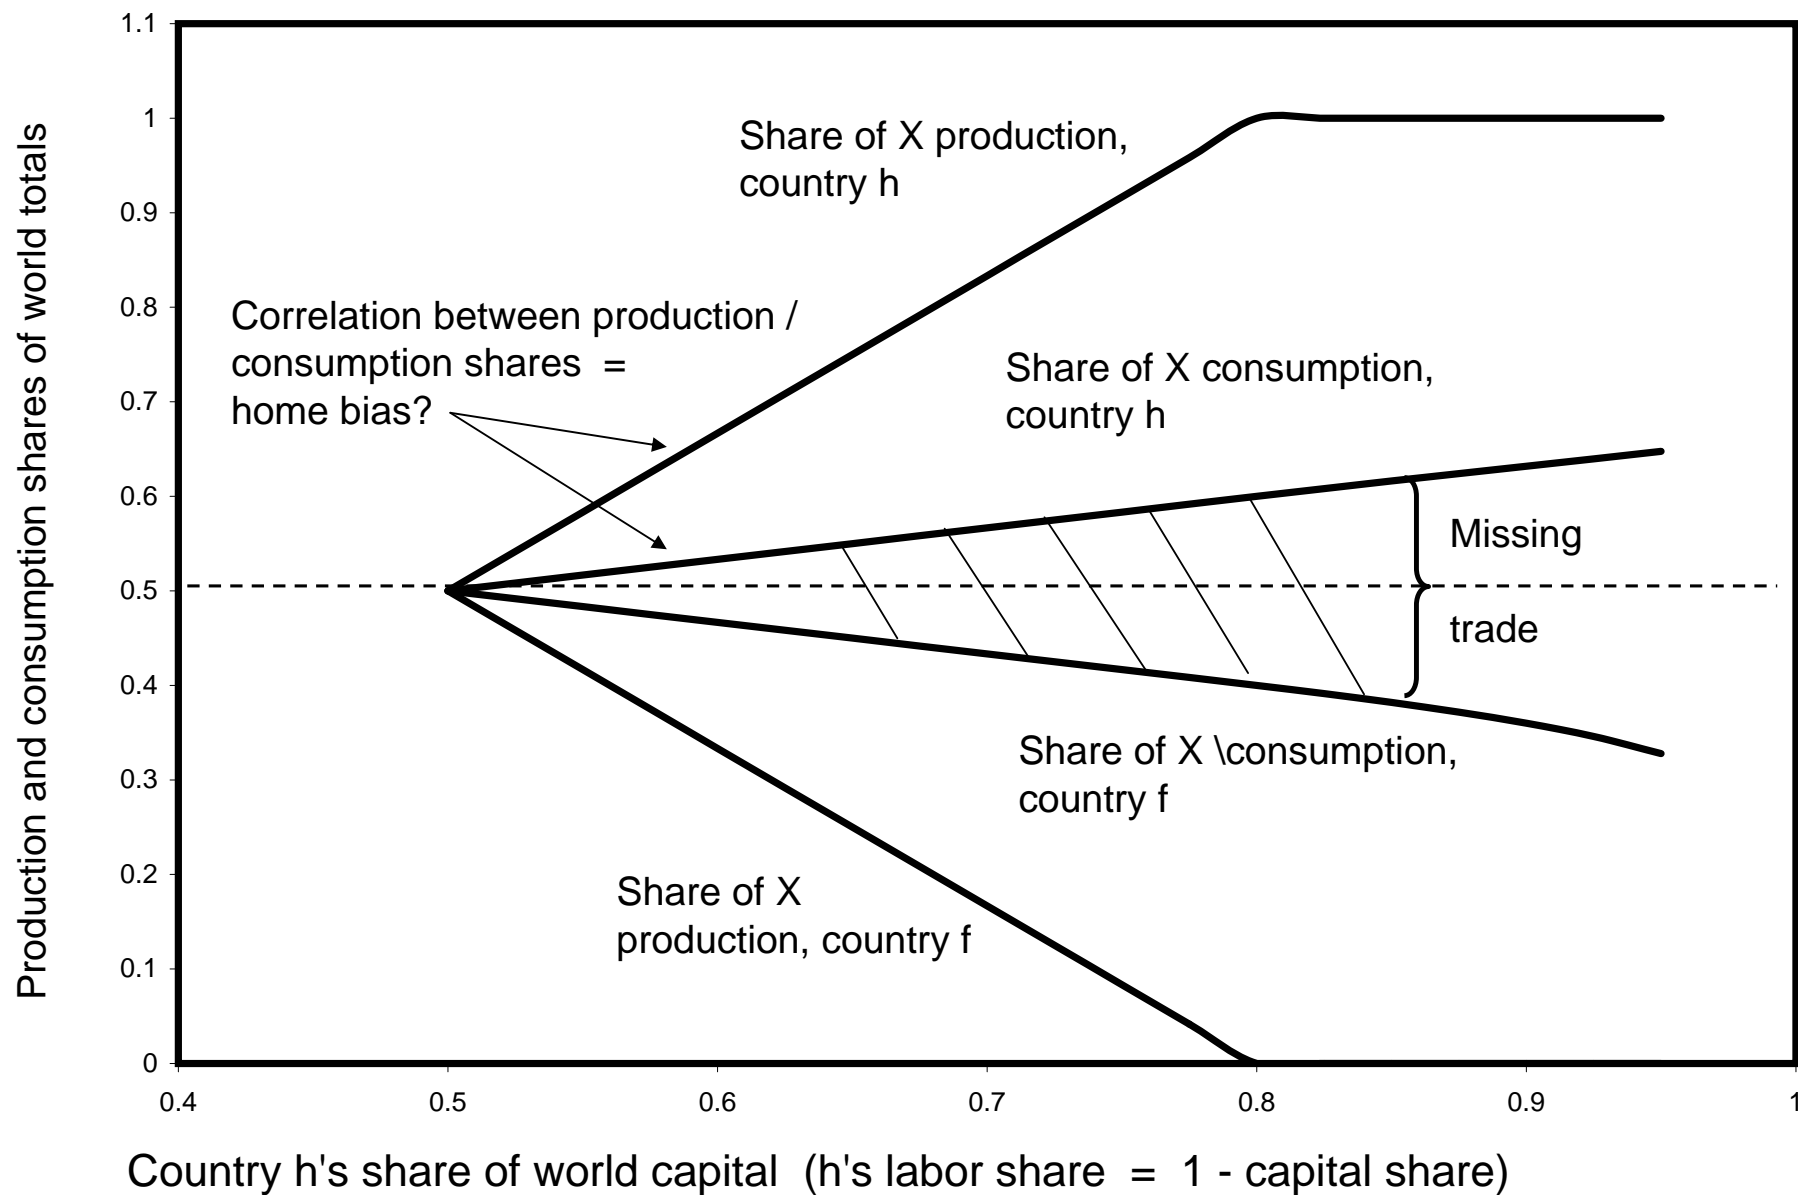 Production and consumption shares of world totals
1.1
1
0.9
0.8
0.7
0.6
0.5
0.4
0.3
0.2
0.1
0
Share of X production,
country h
Correlation between production /
consumption shares =
home bias?
Share of X consumption,
country h
Missing
trade
Share of X \consumption,
country f
Share of X
production, country f
0.4
0.5
0.6
0.7
0.8
0.9
1
Country h's share of world capital (h's labor share = 1 - capital share)